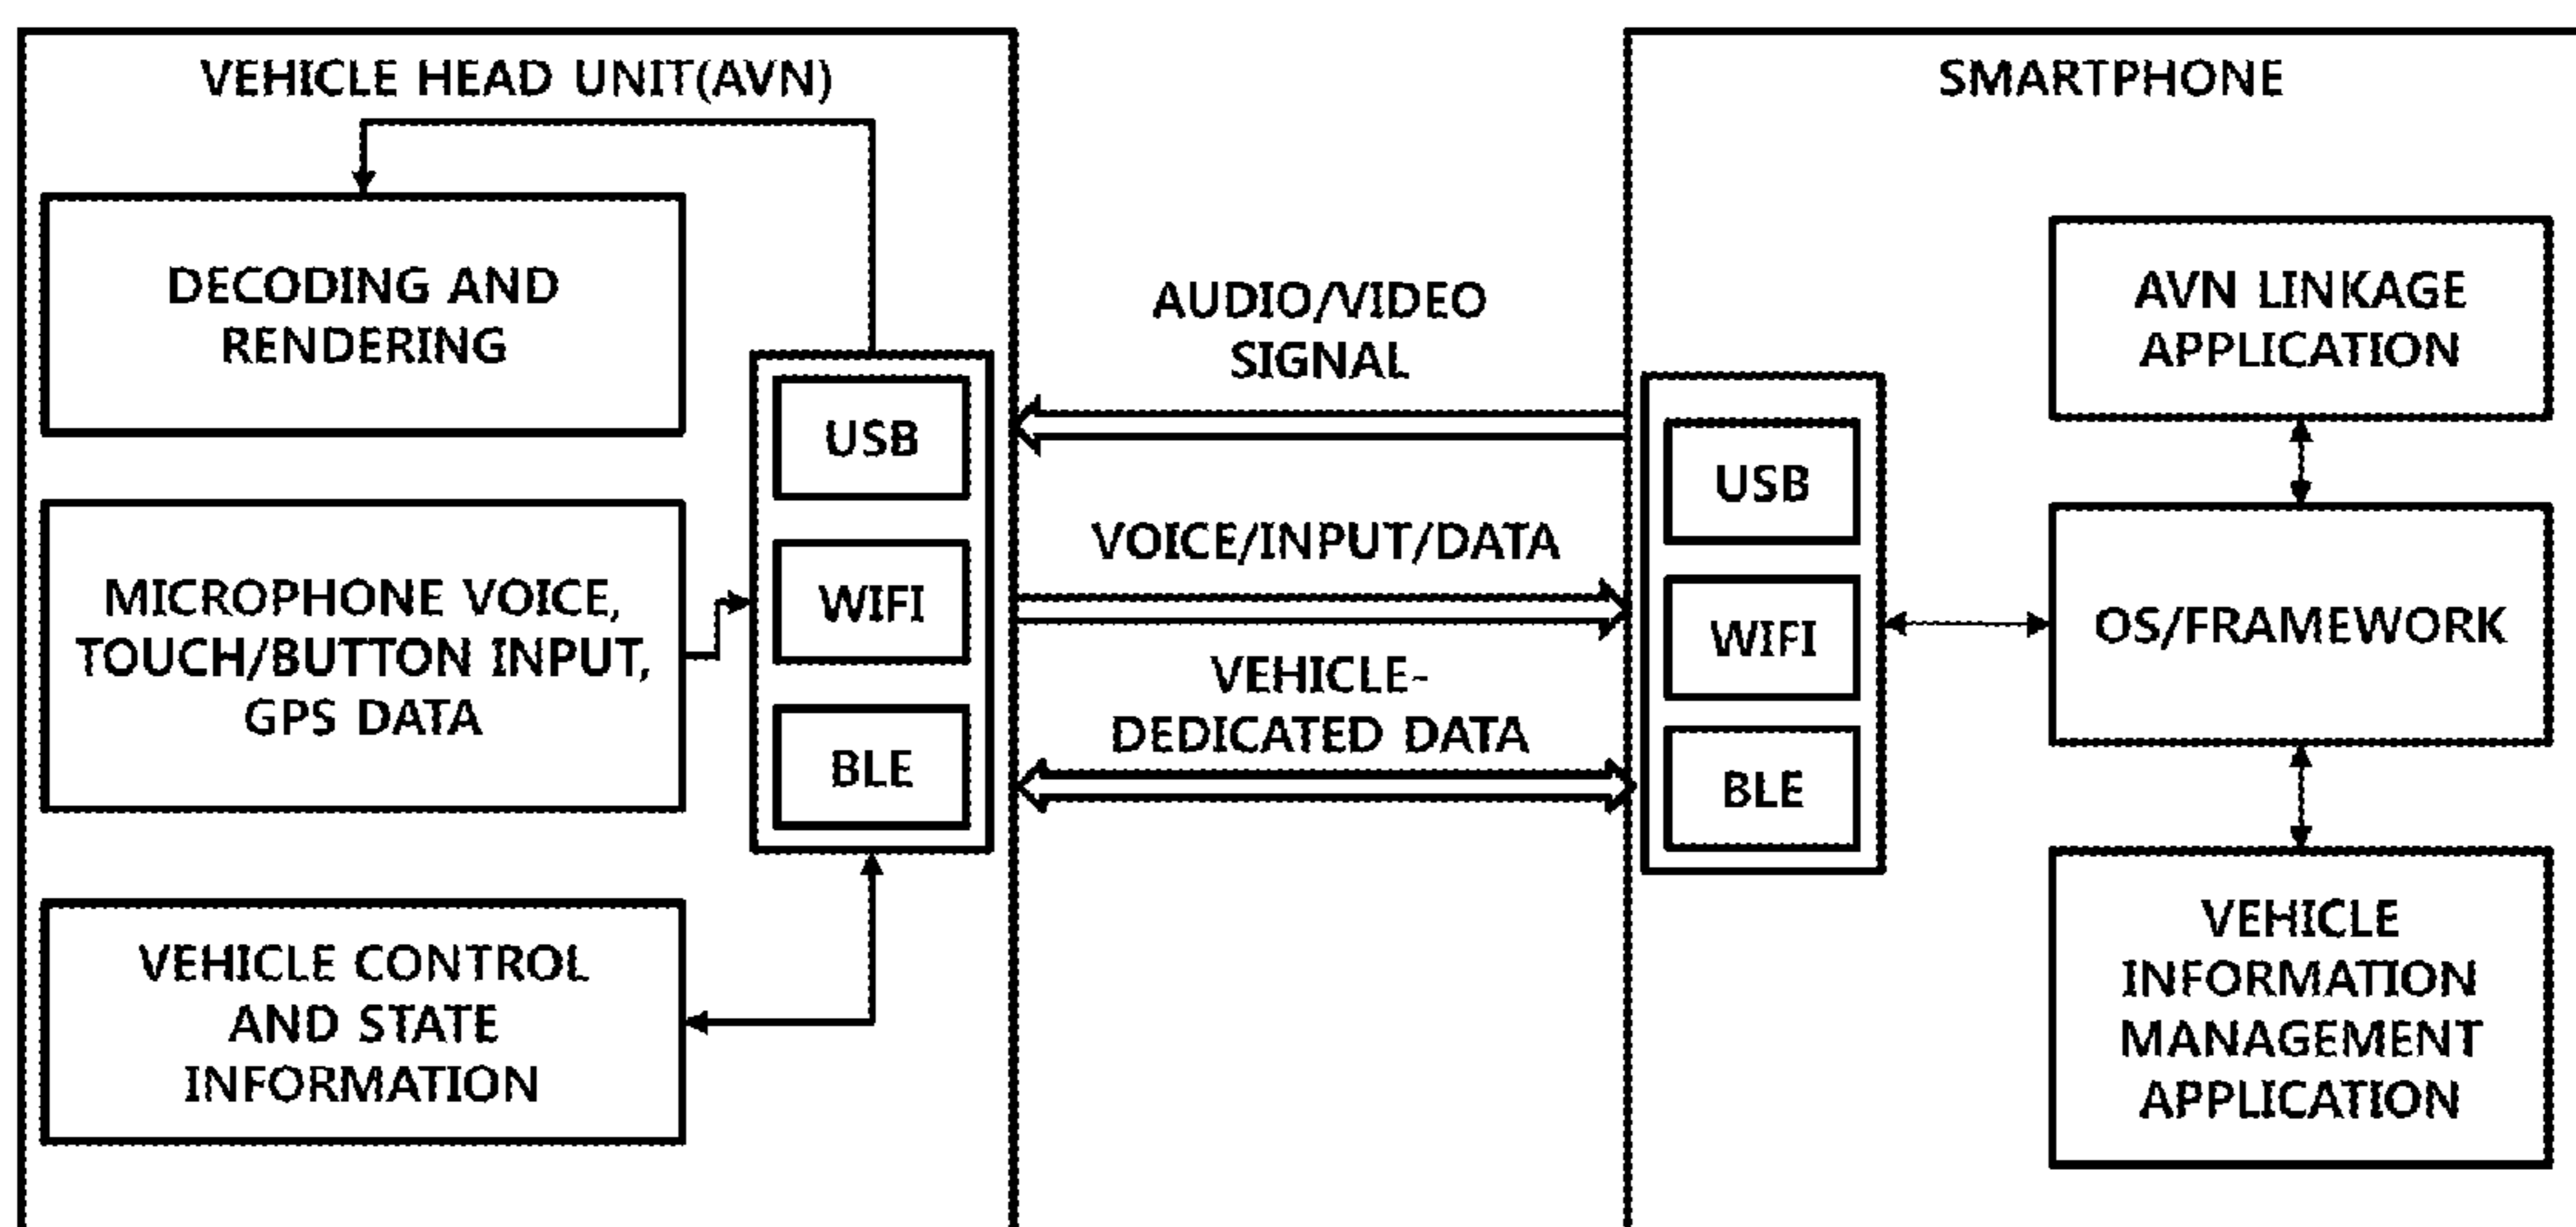 VEHICLE HEAD UNIT(AVN)
DECODING AND
RENDERING
MICROPHONE VOICE,
TOUCH/BUTTON INPUT,
GPS DATA
VEHICLE CONTROL
AND STATE
INFORMATION
USB
WIFI
BLE
AUDIO/VIDEO
SIGNAL
VOICE/INPUT/DATA
VEHICLE-
DEDICATED DATA
SMARTPHONE
USB
WIFI
BLE
AVN LINKAGE
APPLICATION
OS/FRAMEWORK
VEHICLE
INFORMATION
MANAGEMENT
APPLICATION